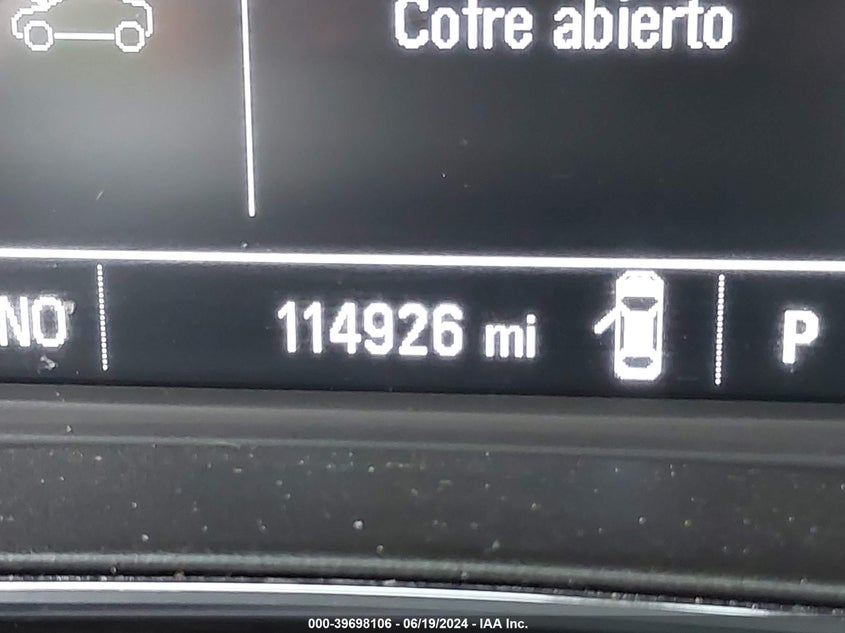 Cofre abierto
NO
114926 mi
P
000-39698106 - 06/19/2024 - IAA Inc.